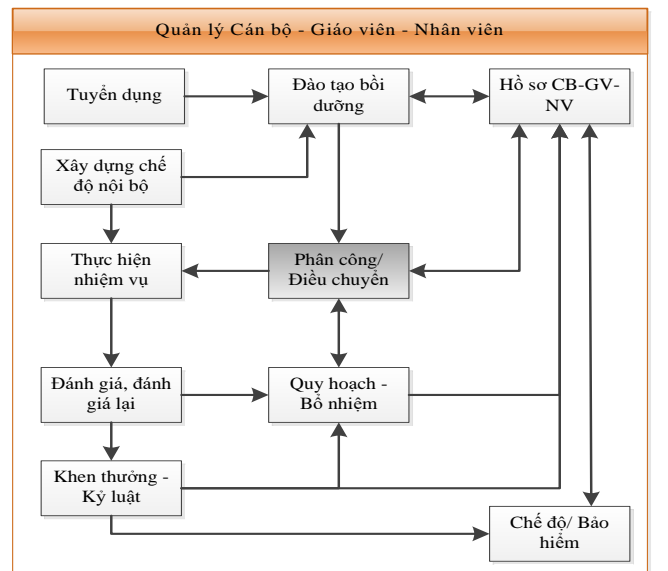 Quản lý Cán bộ - Giáo viên - Nhân viên
Tuyển dụng
Đào tạo bồi
dưỡng
Hồ sơ CB-GV-
NV
Xây dựng chế
độ nội bộ
Thực hiện
nhiệm vụ
Phân công/
Điều chuyển
Đánh giá, đánh
giá lại
Quy hoạch -
Bổ nhiệm
Khen thưởng -
Kỷ luật
Chế độ/ Bảo
hiểm